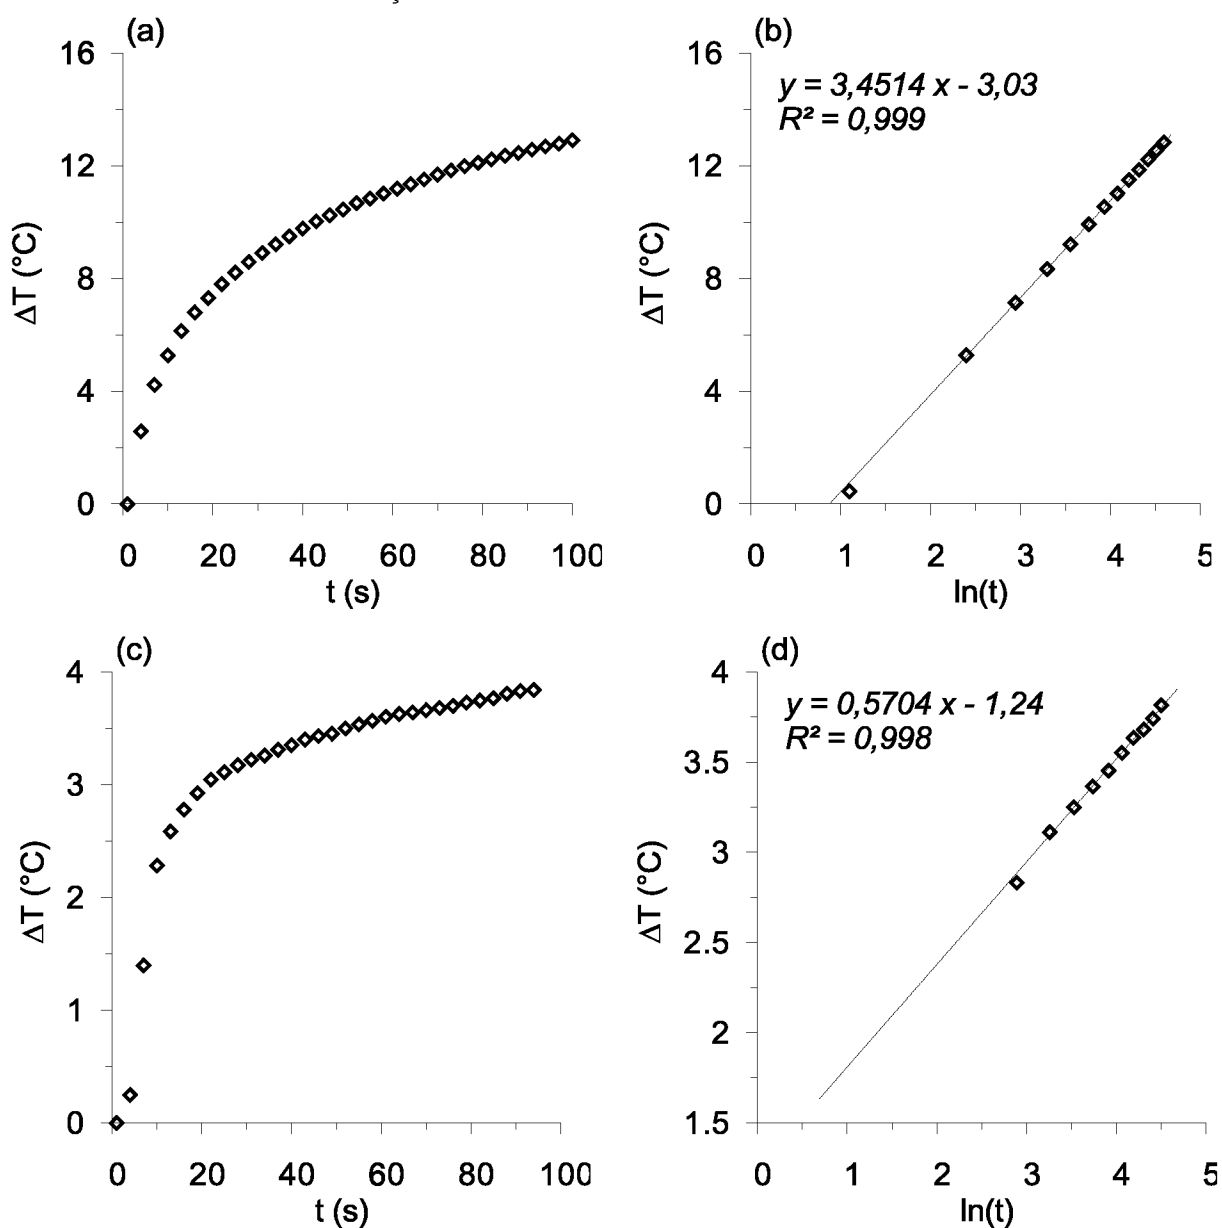 (a)
16
12
8
4
0
ΔT (°C)
0 20 40 60 80 100
t (s)
(b)
y = 3,4514 x - 3,03
R² = 0,999
16
12
8
4
0
ΔT (°C)
0 1 2 3 4 5
ln(t)
(c)
4
3
2
1
0
ΔT (°C)
0 20 40 60 80 100
t (s)
(d)
y = 0,5704 x - 1,24
R² = 0,998
4
3.5
3
2.5
2
1.5
ΔT (°C)
0 1 2 3 4 5
ln(t)